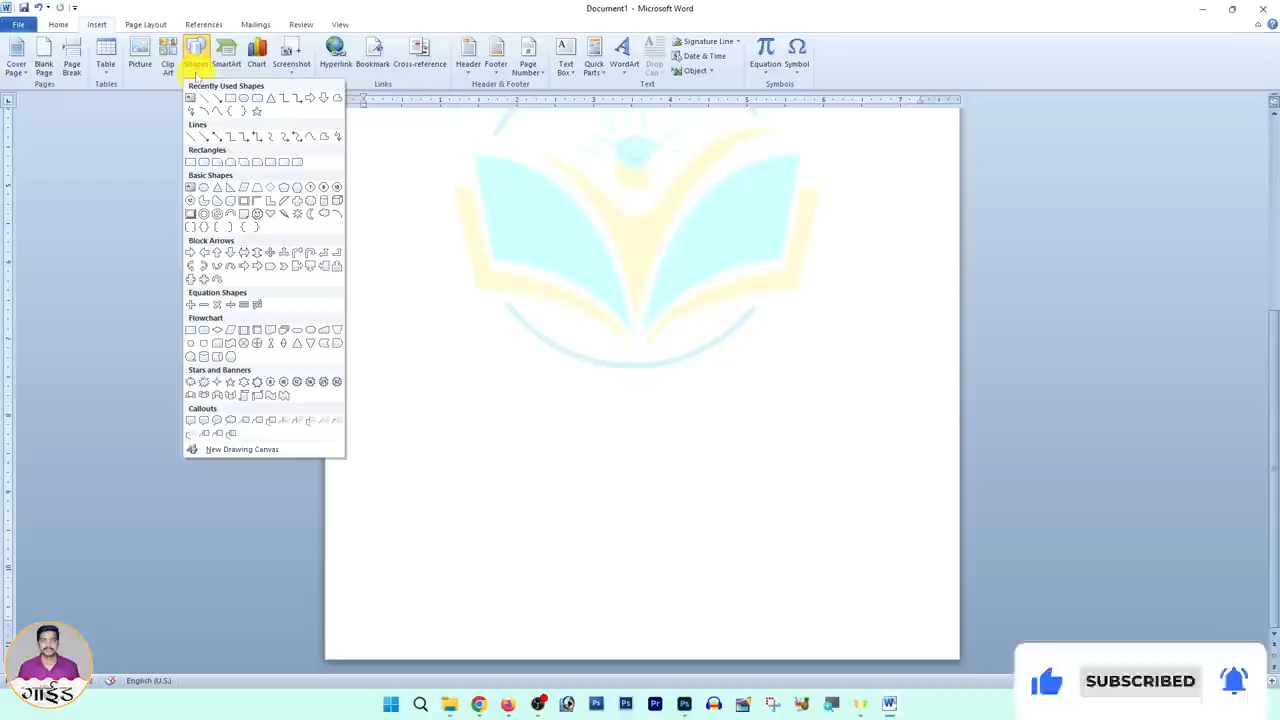 Document1 - Microsoft Word
File Home Insert Page Layout References Mailings Review View
Cover Page
Blank Page
Page Break
Table
Picture
Clip Art
Shapes
SmartArt
Chart
Screenshot
Hyperlink
Bookmark
Cross-reference
Header
Footer
Page Number
Text Box
Quick Parts
WordArt
Drop Cap
Signature Line
Date & Time
Object
Equation
Symbol
Pages Tables Links Header & Footer Text Symbols
Recently Used Shapes
Lines
Rectangles
Basic Shapes
Block Arrows
Equation Shapes
Flowchart
Stars and Banners
Callouts
New Drawing Canvas
गाईड
English (U.S.)
SUBSCRIBED